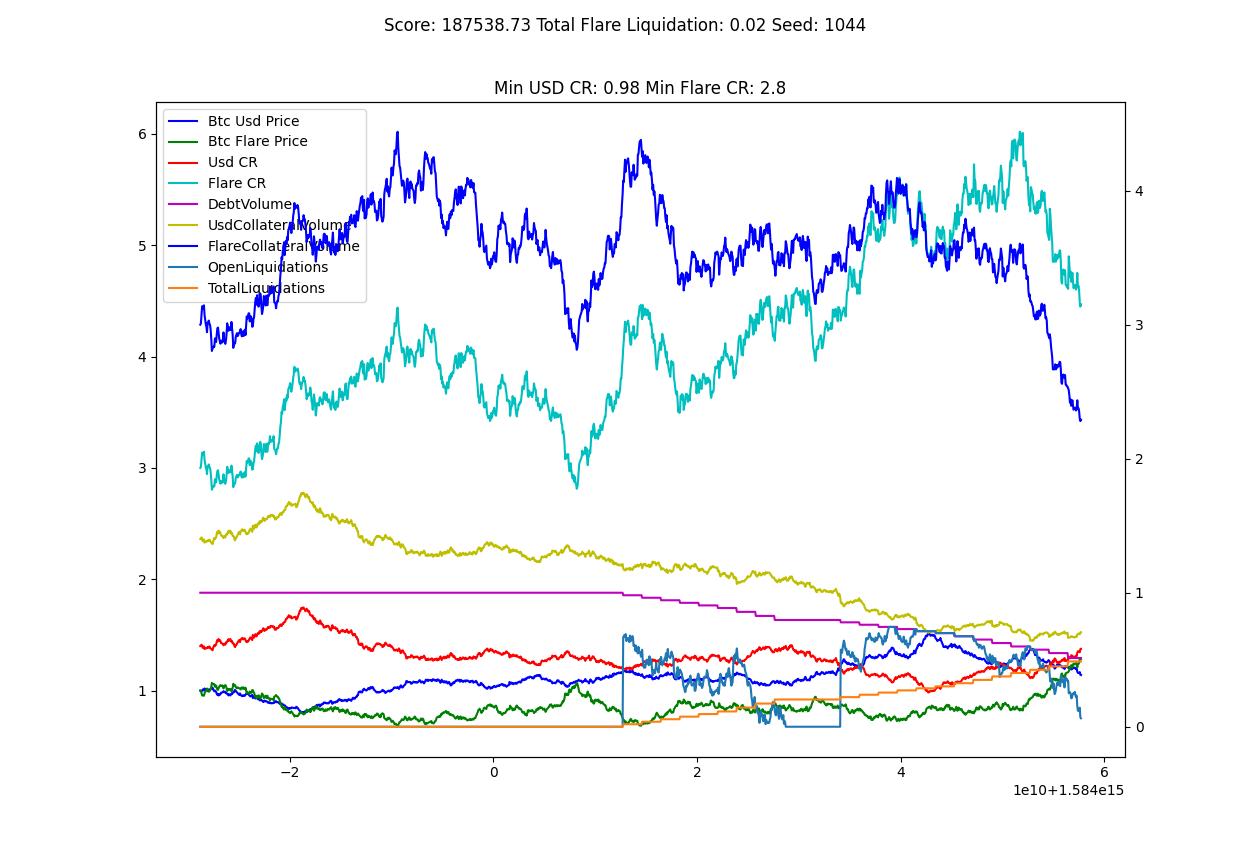 Score: 187538.73 Total Flare Liquidation: 0.02 Seed: 1044
Min USD CR: 0.98 Min Flare CR: 2.8
Btc Usd Price
Btc Flare Price
Usd CR
Flare CR
DebtVolume
UsdCollateralVolume
FlareCollateralVolume
OpenLiquidations
TotalLiquidations
6
5
4
3
2
1
4
3
2
1
0
−2
0
2
4
6
1e10+1.584e15